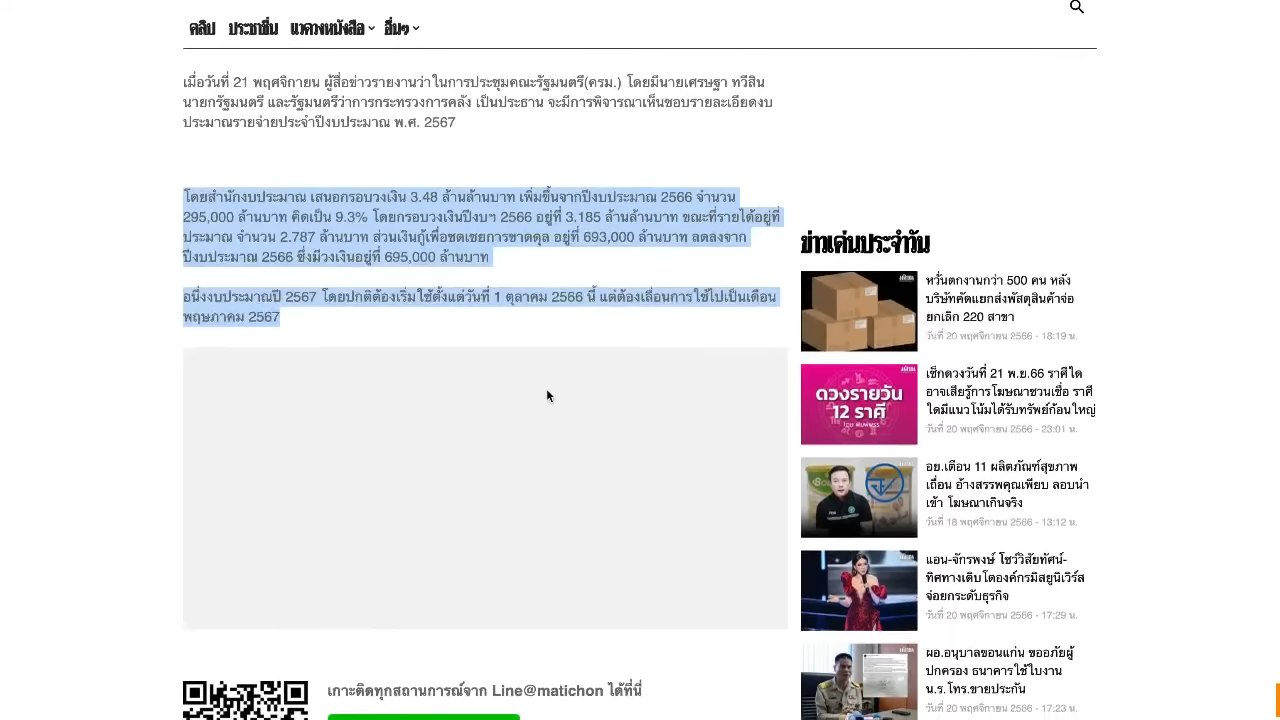 คลิป ประชาชื่น แวดวงหนังสือ อื่นๆ
เมื่อวันที่ 21 พฤศจิกายน ผู้สื่อข่าวรายงานว่าในการประชุมคณะรัฐมนตรี(ครม.) โดยมีนายเศรษฐา ทวีสิน
นายกรัฐมนตรี และรัฐมนตรีว่าการกระทรวงการคลัง เป็นประธาน จะมีการพิจารณาเห็นชอบรายละเอียดงบ
ประมาณรายจ่ายประจำปีงบประมาณ พ.ศ. 2567
โดยสำนักงบประมาณ เสนอกรอบวงเงิน 3.48 ล้านล้านบาท เพิ่มขึ้นจากปีงบประมาณ 2566 จำนวน
295,000 ล้านบาท คิดเป็น 9.3% โดยกรอบวงเงินปีงบฯ 2566 อยู่ที่ 3.185 ล้านล้านบาท ขณะที่รายได้อยู่ที่
ประมาณ จำนวน 2.787 ล้านบาท ส่วนเงินกู้เพื่อชดเชยการขาดดุล อยู่ที่ 693,000 ล้านบาท ลดลงจาก
ปีงบประมาณ 2566 ซึ่งมีวงเงินอยู่ที่ 695,000 ล้านบาท
อนึ่งงบประมาณปี 2567 โดยปกติต้องเริ่มใช้ตั้งแต่วันที่ 1 ตุลาคม 2566 นี้ แต่ต้องเลื่อนการใช้ไปเป็นเดือน
พฤษภาคม 2567
ข่าวเด่นประจำวัน
หวั่นตกงานกว่า 500 คน หลัง
บริษัทคัดแยกส่งพัสดุสินค้าจ่อ
ยกเลิก 220 สาขา
วันที่ 20 พฤศจิกายน 2566 - 18:19 น.
ดวงรายวัน
12 ราศี
เช็กดวงวันที่ 21 พ.ย.66 ราศีใด
อาจเสียรู้การโฆษณาชวนเชื่อ ราศี
ใดมีแนวโน้มได้รับทรัพย์ก้อนใหญ่
วันที่ 20 พฤศจิกายน 2566 - 23:01 น.
อย.เตือน 11 ผลิตภัณฑ์สุขภาพ
เถื่อน อ้างสรรพคุณเพียบ ลอบนำ
เข้า โฆษณาเกินจริง
วันที่ 18 พฤศจิกายน 2566 - 13:12 น.
แอน-จักรพงษ์ โชว์วิสัยทัศน์-
ทิศทางเติบโตองค์กรมิสยูนิเวิร์ส
จ่อยกระดับธุรกิจ
วันที่ 20 พฤศจิกายน 2566 - 17:29 น.
ผอ.อนุบาลขอนแก่น ขออภัยผู้
ปกครอง ธนาคารใช้ใบงาน
น.ร.โทร.ขายประกัน
วันที่ 20 พฤศจิกายน 2566 - 17:23 น.
เกาะติดทุกสถานการณ์จาก Line@matichon ได้ที่นี่